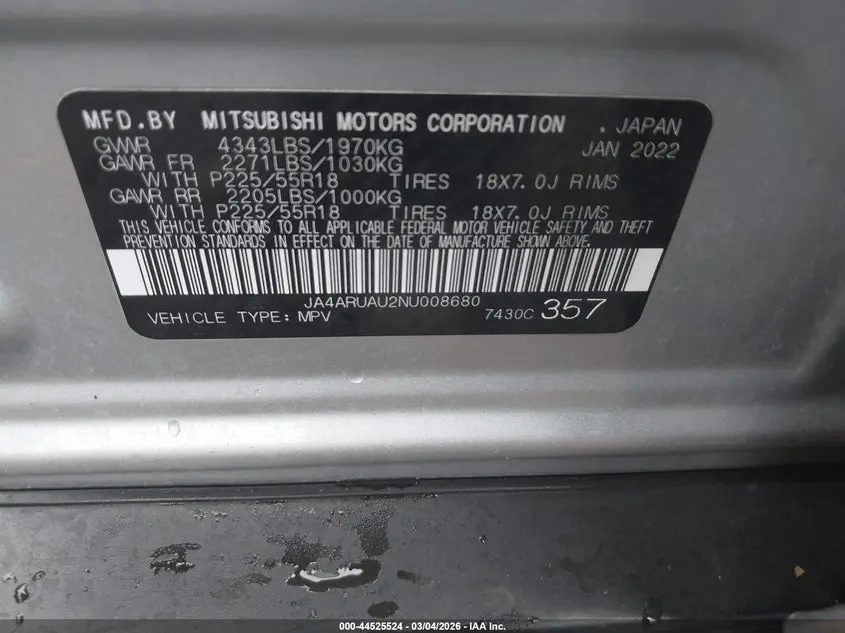 MFD.BY MITSUBISHI MOTORS CORPORATION . JAPAN
GVWR 4343LBS/1970KG JAN 2022
GAWR FR 2271LBS/1030KG
WITH P225/55R18 TIRES 18X7.0J RIMS
GAWR RR 2205LBS/1000KG
WITH P225/55R18 TIRES 18X7.0J RIMS
THIS VEHICLE CONFORMS TO ALL APPLICABLE FEDERAL MOTOR VEHICLE SAFETY AND THEFT
PREVENTION STANDARDS IN EFFECT ON THE DATE OF MANUFACTURE SHOWN ABOVE.
JA4ARUAU2NU008680
VEHICLE TYPE: MPV 7430C 357
000-44525524 - 03/04/2026 - IAA Inc.